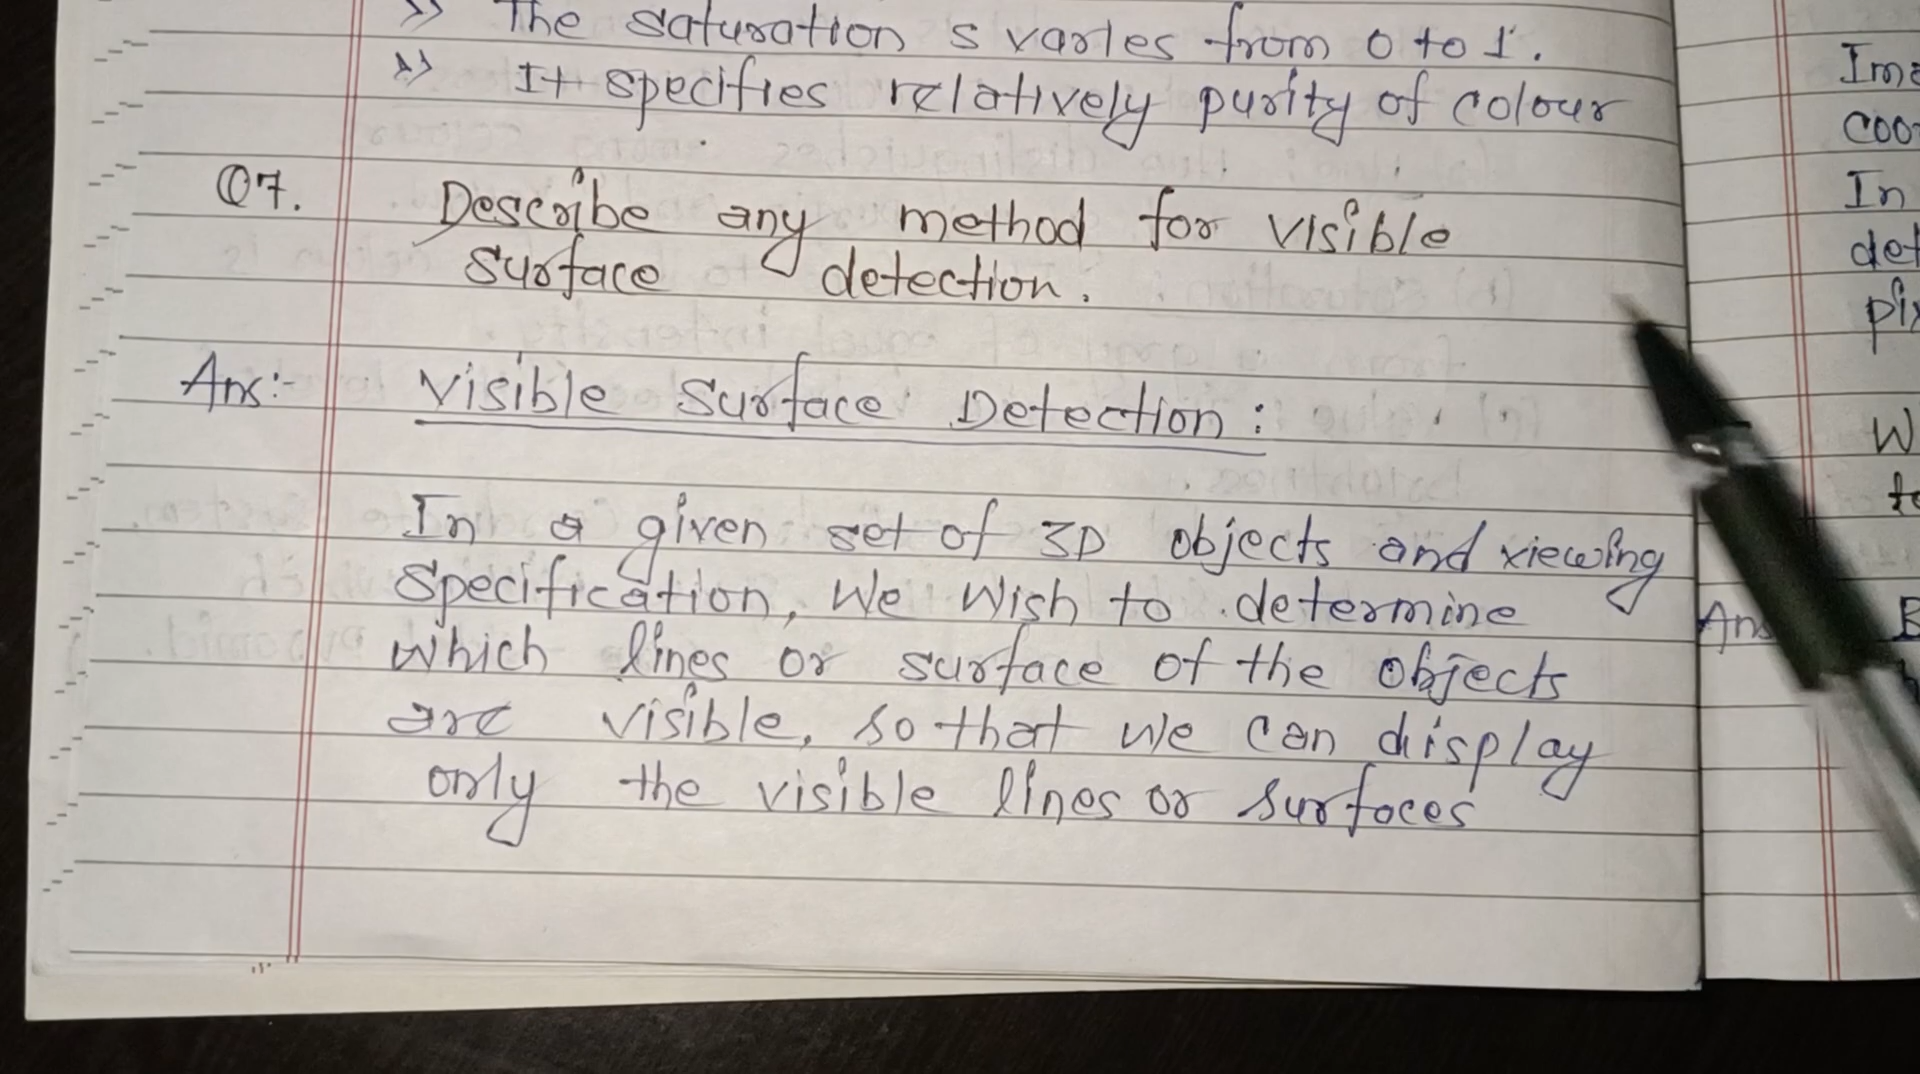 >> The saturation S varies from 0 to 1.
>> It specifies relatively purity of colour
Q7. Describe any method for visible
surface detection.
Ans:- Visible Surface Detection :
In a given set of 3D objects and viewing
specification, We wish to determine
which lines or surface of the objects
are visible, so that we can display
only the visible lines or surfaces
In
W
Ans